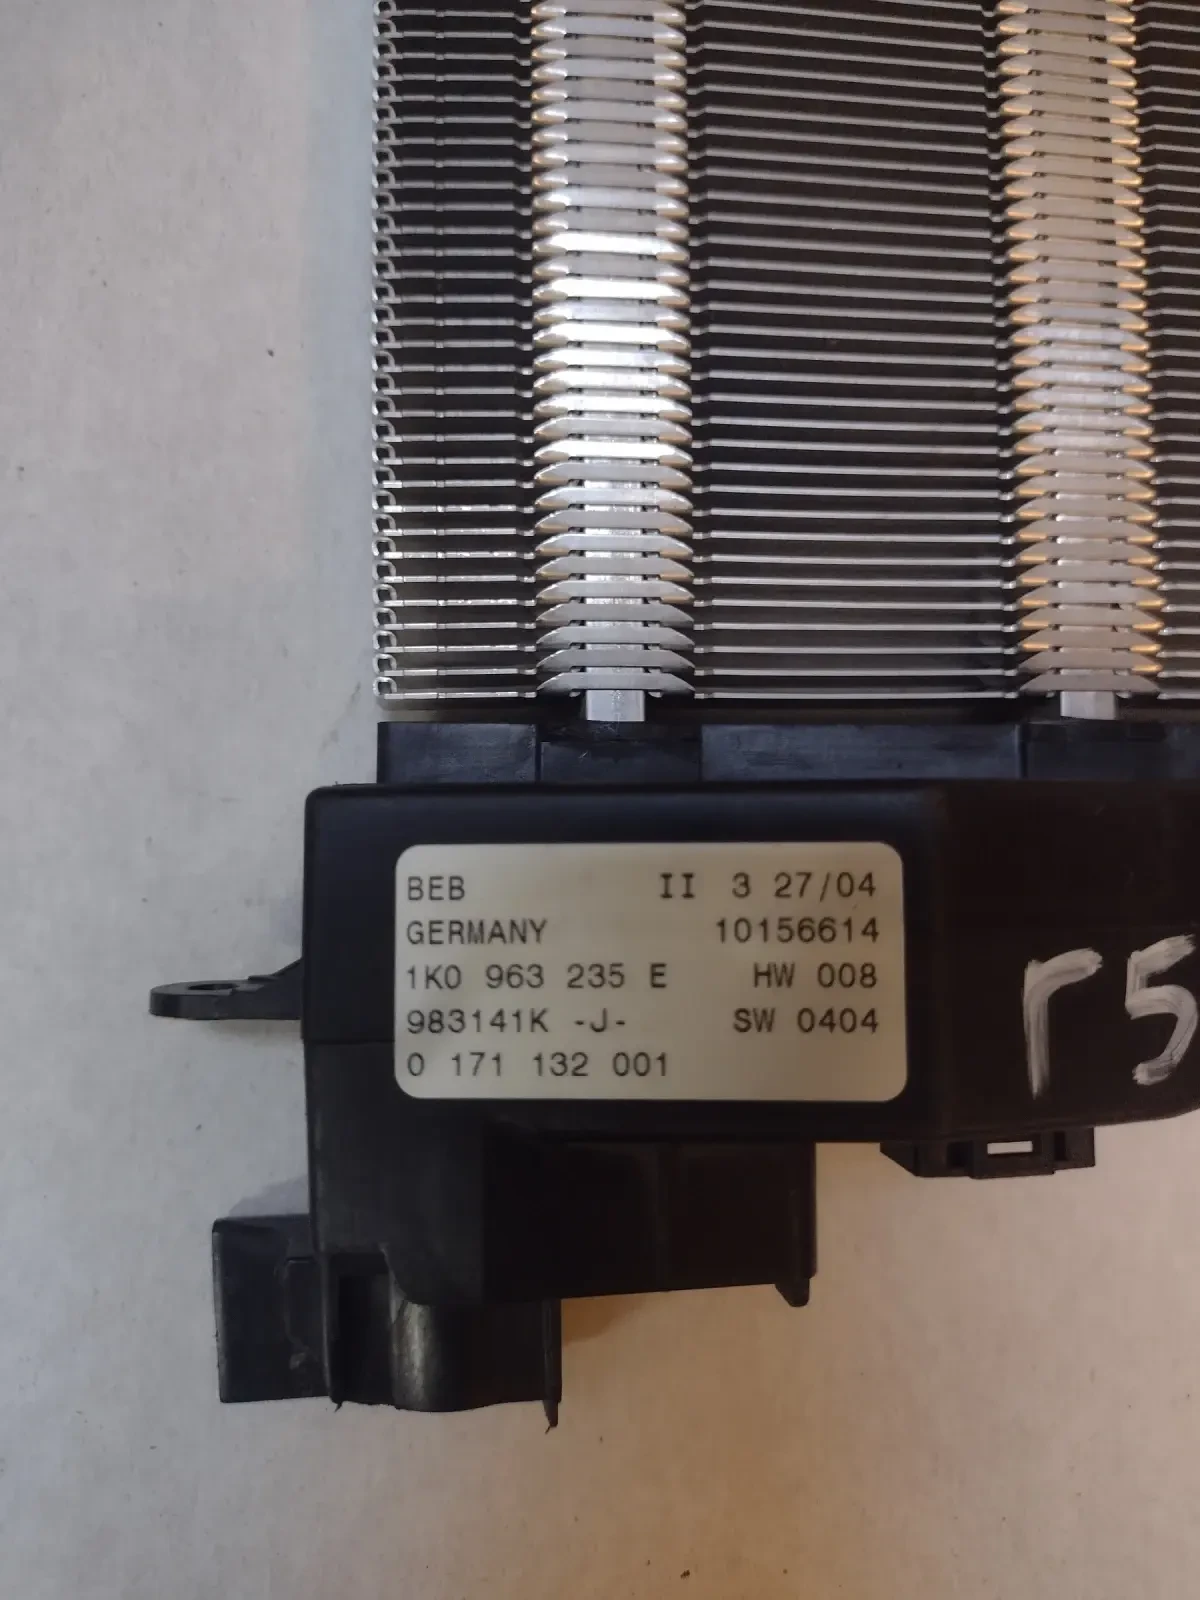 BEB II 3 27/04
GERMANY 10156614
1K0 963 235 E HW 008
983141K -J- SW 0404
0 171 132 001
r5